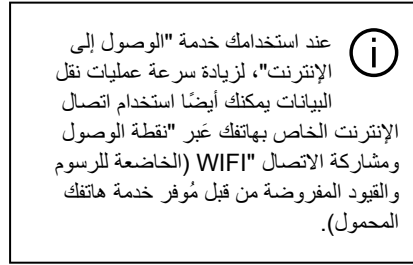 عند استخدامك خدمة "الوصول إلى
الإنترنت"، لزيادة سرعة عمليات نقل
البيانات يمكنك أيضًا استخدام اتصال
الإنترنت الخاص بهاتفك عَبر "نقطة الوصول
ومشاركة الاتصال "WIFI (الخاضعة للرسوم
والقيود المفروضة من قبل مُوفر خدمة هاتفك
المحمول).